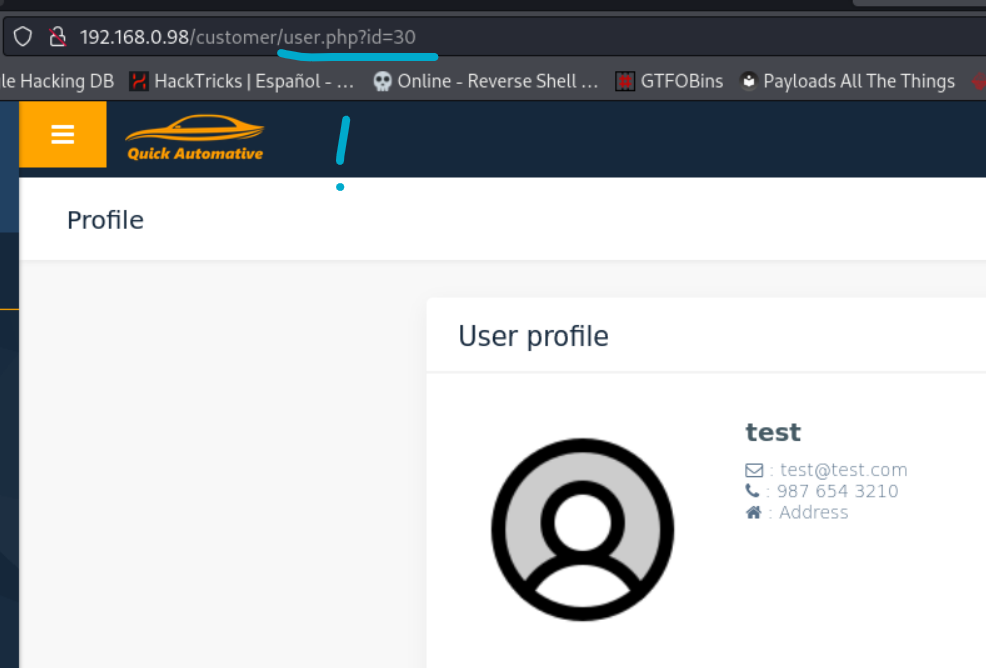 192.168.0.98/customer/user.php?id=30
le Hacking DB HackTricks | Español - … Online - Reverse Shell … GTFOBins Payloads All The Things
Quick Automative
!
Profile
User profile
test
: test@test.com
: 987 654 3210
: Address